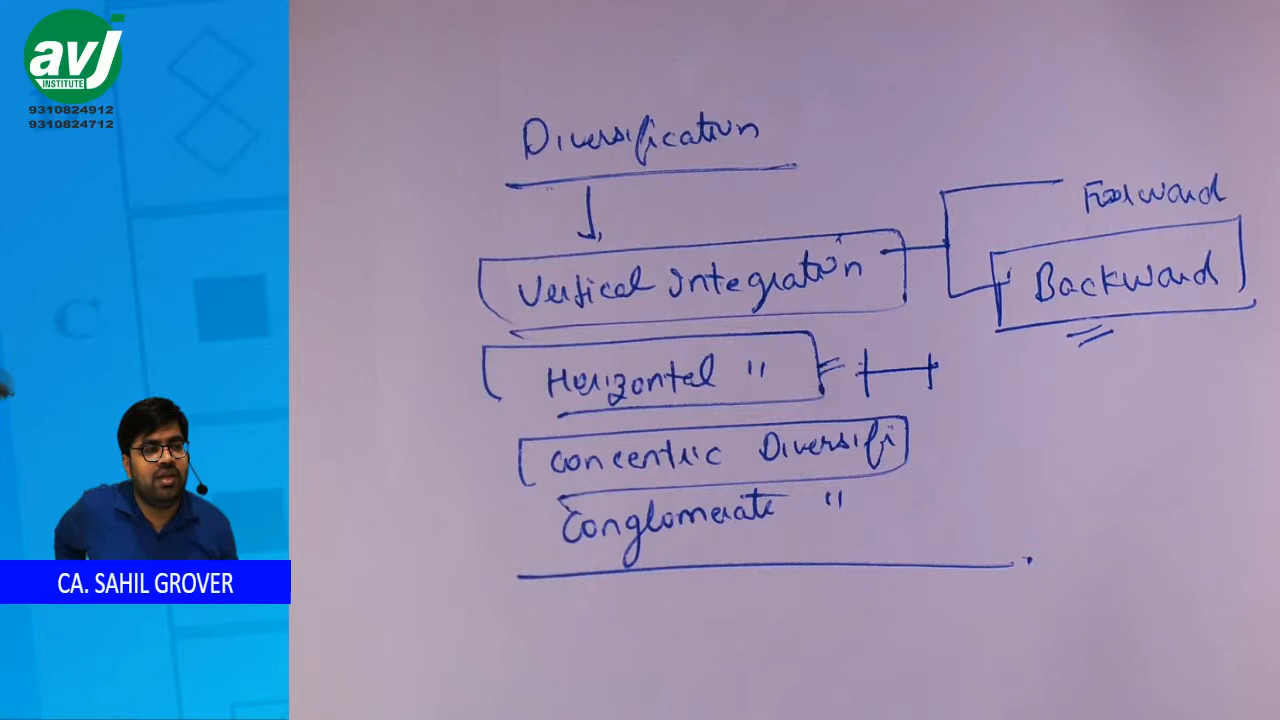 avj
INSTITUTE
9310824912
9310824712
Diversification
Vertical Integration
Forward
Backward
Horizontal "
Concentric Diversifi
Conglomerate "
CA. SAHIL GROVER